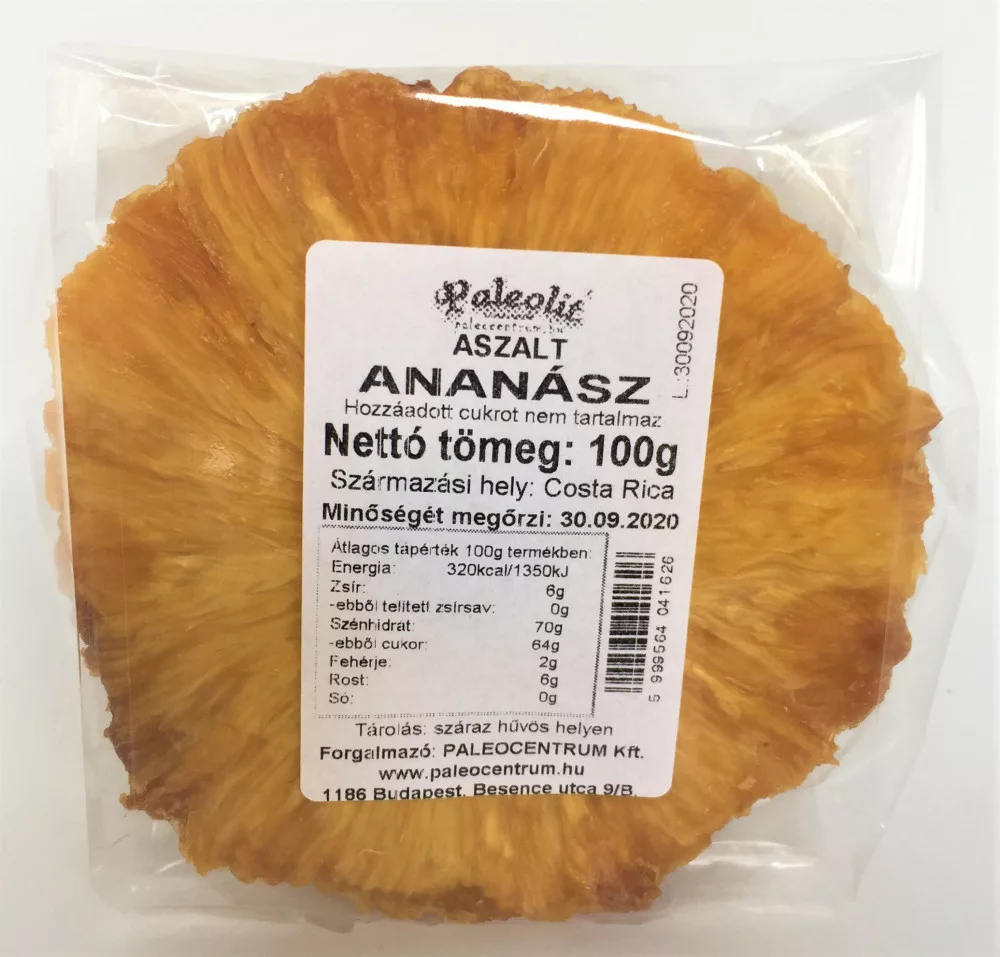 Paleolit
paleocentrum.hu
ASZALT
ANANÁSZ
Hozzáadott cukrot nem tartalmaz
Nettó tömeg: 100g
Származási hely: Costa Rica
Minőségét megőrzi: 30.09.2020
L.:30092020
Átlagos tápérték 100g termékben:
Energia: 320kcal/1350kJ
Zsír: 6g
-ebből telített zsírsav: 0g
Szénhidrát: 70g
-ebből cukor: 64g
Fehérje: 2g
Rost: 6g
Só: 0g
5 999564 041626
Tárolás: száraz hűvös helyen
Forgalmazó: PALEOCENTRUM Kft.
www.paleocentrum.hu
1186 Budapest, Besence utca 9/B.